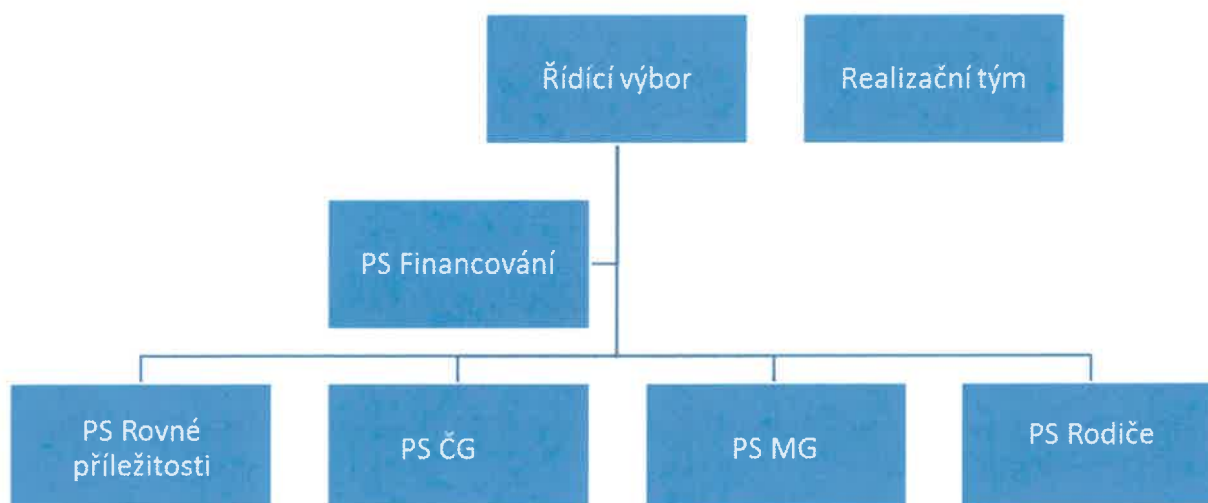 Řídící výbor
Realizační tým
PS Financování
PS Rovné
příležitosti
PS ČG
PS MG
PS Rodiče